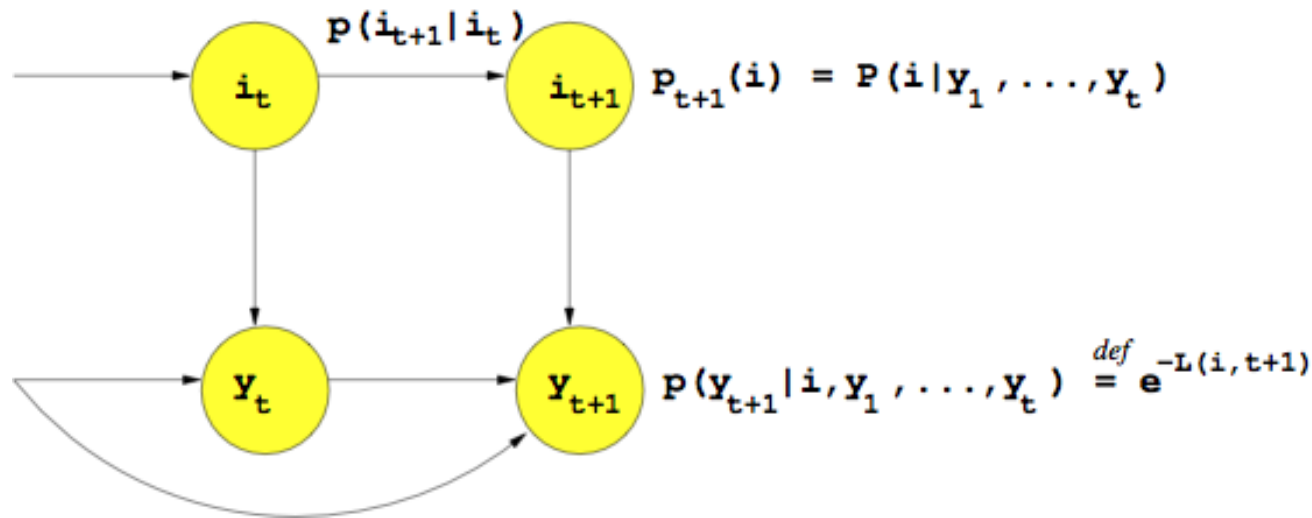 p(i_{t+1}|i_t)
i_t
i_{t+1}
p_{t+1}(i) = P(i|y_1,...,y_t)
y_t
y_{t+1}
p(y_{t+1}|i,y_1,...,y_t) \stackrel{def}{=} e^{-L(i,t+1)}